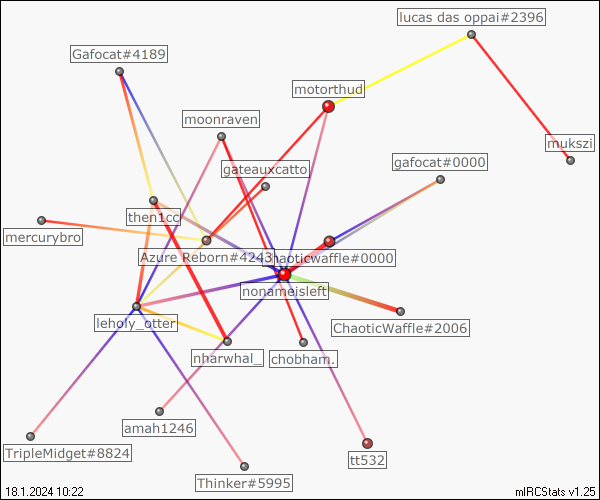 lucas das oppai#2396
Gafocat#4189
motorthud
moonraven
mukszi
gafocat#0000
gateauxcatto
then1cci
mercurybro
Azure Reborn#4243
chaoticwaffle#0000
nonameisleft
leholy_otter
ChaoticWaffle#2006
nharwhal_
chobham.
amah1246
TripleMidget#8824
tt532
Thinker#5995
18.1.2024 10:22
mIRCStats v1.25